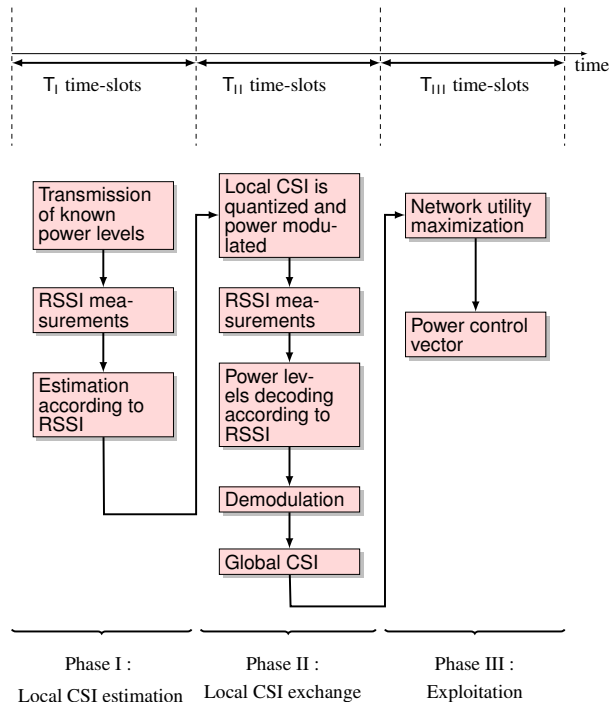 time
T_I time-slots
T_II time-slots
T_III time-slots
Transmission
of known
power levels
RSSI mea-
surements
Estimation
according to
RSSI
Local CSI is
quantized and
power modu-
lated
RSSI mea-
surements
Power lev-
els decoding
according to
RSSI
Demodulation
Global CSI
Network utility
maximization
Power control
vector
Phase I :
Local CSI estimation
Phase II :
Local CSI exchange
Phase III :
Exploitation